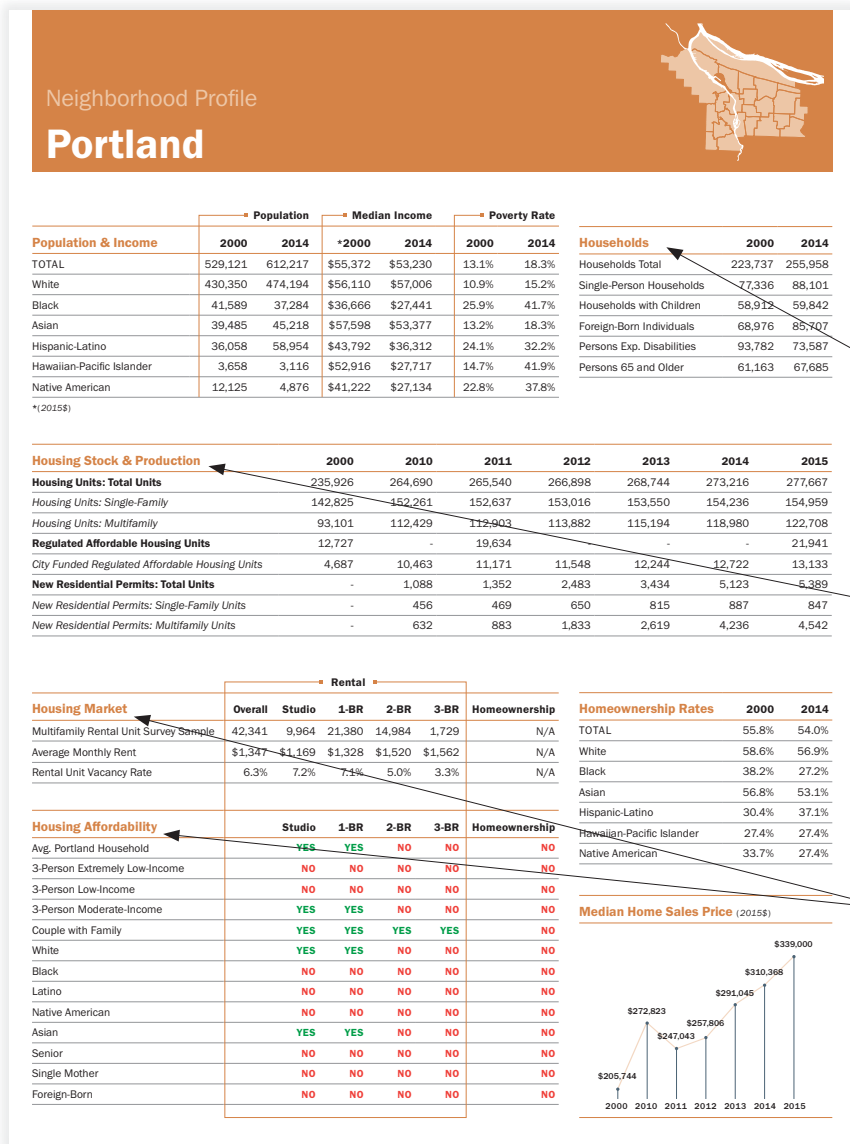 Neighborhood Profile
Portland
Population Median Income Poverty Rate
Population & Income 2000 2014 *2000 2014 2000 2014
TOTAL 529,121 612,217 $55,372 $53,230 13.1% 18.3%
White 430,350 474,194 $56,110 $57,006 10.9% 15.2%
Black 41,589 37,284 $36,666 $27,441 25.9% 41.7%
Asian 39,485 45,218 $57,598 $53,377 13.2% 18.3%
Hispanic-Latino 36,058 58,954 $43,792 $36,312 24.1% 32.2%
Hawaiian-Pacific Islander 3,658 3,116 $52,916 $27,717 14.7% 41.9%
Native American 12,125 4,876 $41,222 $27,134 22.8% 37.8%
*(2015$)
Households 2000 2014
Households Total 223,737 255,958
Single-Person Households 77,336 88,101
Households with Children 58,912 59,842
Foreign-Born Individuals 68,976 85,707
Persons Exp. Disabilities 93,782 73,587
Persons 65 and Older 61,163 67,685
Housing Stock & Production 2000 2010 2011 2012 2013 2014 2015
Housing Units: Total Units 235,926 264,690 265,540 266,898 268,744 273,216 277,667
Housing Units: Single-Family 142,825 152,261 152,637 153,016 153,550 154,236 154,959
Housing Units: Multifamily 93,101 112,429 112,903 113,882 115,194 118,980 122,708
Regulated Affordable Housing Units 12,727 - 19,634 - - - 21,941
City Funded Regulated Affordable Housing Units 4,687 10,463 11,171 11,548 12,244 12,722 13,133
New Residential Permits: Total Units - 1,088 1,352 2,483 3,434 5,123 5,389
New Residential Permits: Single-Family Units - 456 469 650 815 887 847
New Residential Permits: Multifamily Units - 632 883 1,833 2,619 4,236 4,542
Rental
Housing Market Overall Studio 1-BR 2-BR 3-BR Homeownership
Multifamily Rental Unit Survey Sample 42,341 9,964 21,380 14,984 1,729 N/A
Average Monthly Rent $1,347 $1,169 $1,328 $1,520 $1,562 N/A
Rental Unit Vacancy Rate 6.3% 7.2% 7.1% 5.0% 3.3% N/A
Housing Affordability Studio 1-BR 2-BR 3-BR Homeownership
Avg. Portland Household YES YES NO NO NO
3-Person Extremely Low-Income NO NO NO NO NO
3-Person Low-Income NO NO NO NO NO
3-Person Moderate-Income YES YES NO NO NO
Couple with Family YES YES YES YES NO
White YES YES NO NO NO
Black NO NO NO NO NO
Latino NO NO NO NO NO
Native American NO NO NO NO NO
Asian YES YES NO NO NO
Senior NO NO NO NO NO
Single Mother NO NO NO NO NO
Foreign-Born NO NO NO NO NO
Homeownership Rates 2000 2014
TOTAL 55.8% 54.0%
White 58.6% 56.9%
Black 38.2% 27.2%
Asian 56.8% 53.1%
Hispanic-Latino 30.4% 37.1%
Hawaiian-Pacific Islander 27.4% 27.4%
Native American 33.7% 27.4%
Median Home Sales Price (2015$)
$339,000
$310,368
$291,045
$272,823
$257,806
$247,043
$205,744
2000 2010 2011 2012 2013 2014 2015